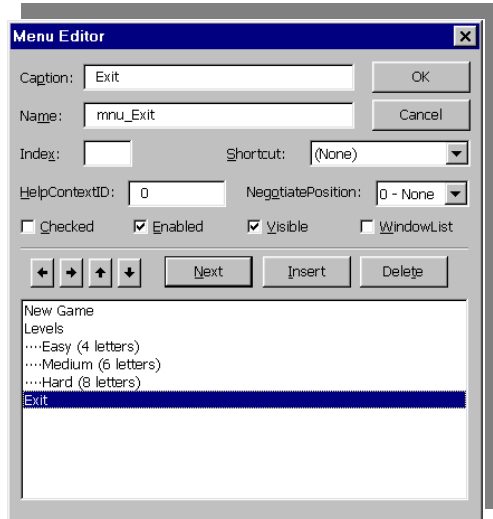 Menu Editor
Caption: Exit OK
Name: mnu_Exit Cancel
Index: Shortcut: (None)
HelpContextID: 0 NegotiatePosition: 0 - None
Checked Enabled Visible WindowList
Next Insert Delete
New Game
Levels
····Easy (4 letters)
····Medium (6 letters)
····Hard (8 letters)
Exit